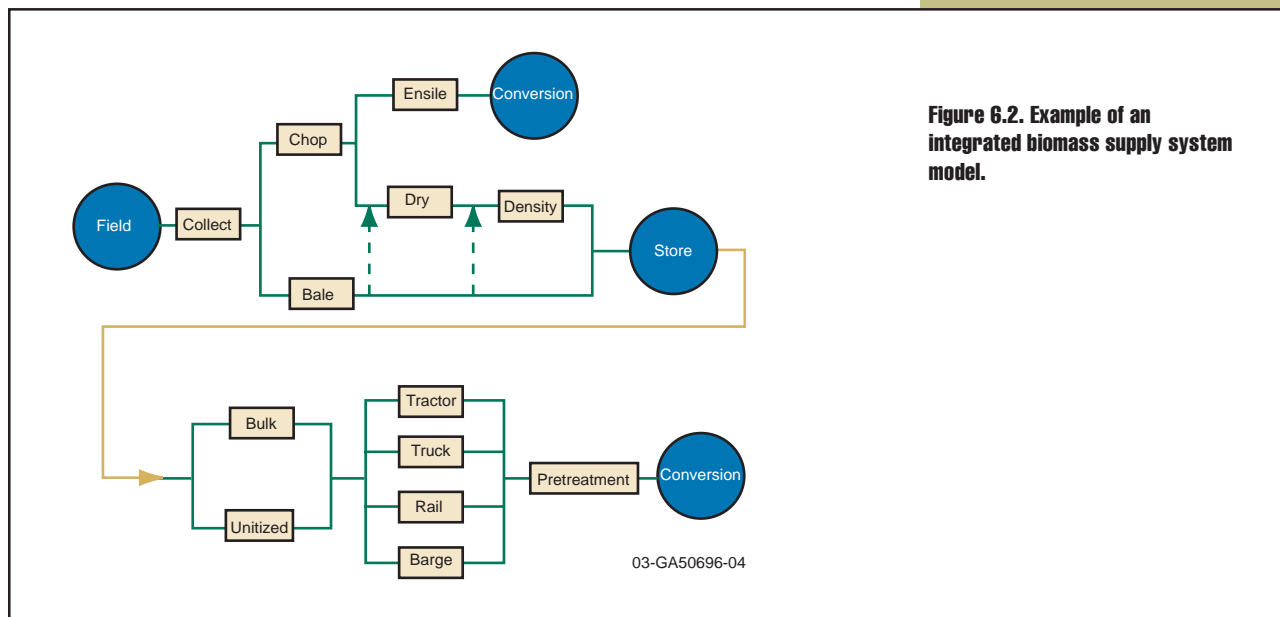 Ensile
Conversion
Chop
Dry
Density
Field
Collect
Store
Bale
Tractor
Bulk
Truck
Pretreatment
Conversion
Rail
Unitized
Barge
03-GA50696-04
Figure 6.2. Example of an
integrated biomass supply system
model.